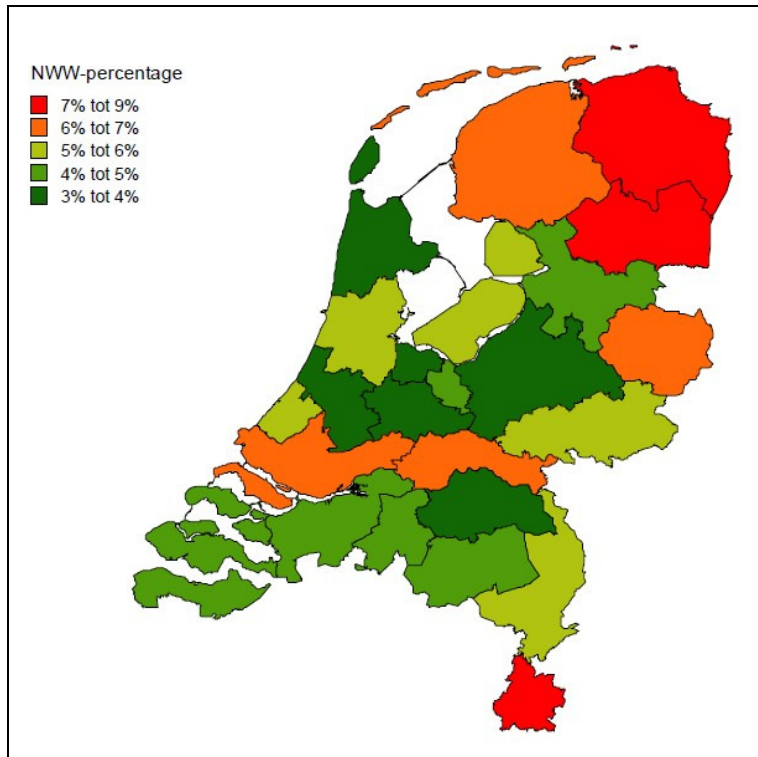 NWW-percentage
7% tot 9%
6% tot 7%
5% tot 6%
4% tot 5%
3% tot 4%